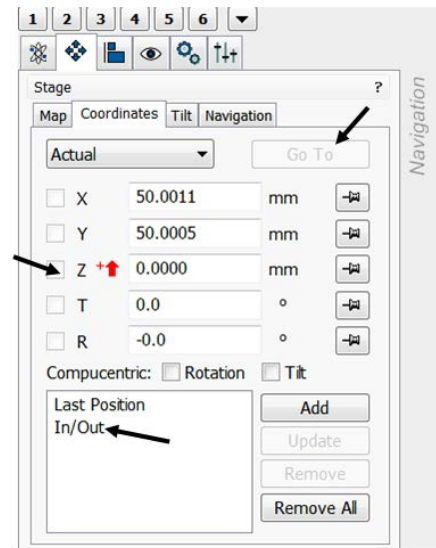 1 2 3 4 5 6
Stage ?
Map Coordinates Tilt Navigation
Actual Go To
X 50.0011 mm
Y 50.0005 mm
Z + 0.0000 mm
T 0.0 °
R -0.0 °
Compucentric: Rotation Tilt
Last Position Add
In/Out Update
Remove
Remove All
Navigation